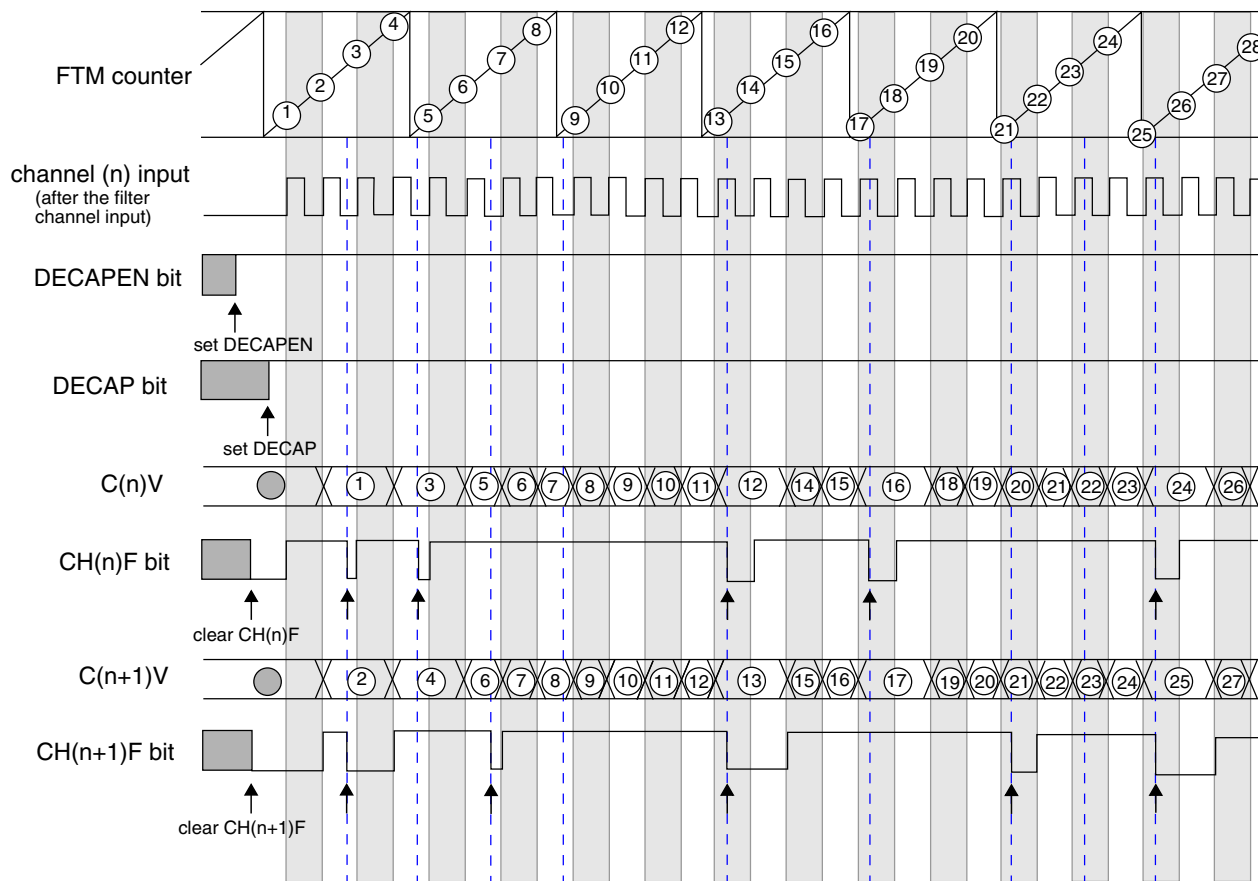 4 8 12 16 20 24 28
3 7 11 15 19 23 27
FTM counter 2 6 10 14 18 22 26
1 5 9 13 17 21 25
channel (n) input
(after the filter
channel input)
DECAPEN bit
set DECAPEN
DECAP bit
set DECAP
C(n)V 1 3 5 6 7 8 9 10 11 12 14 15 16 18 19 20 21 22 23 24 26
CH(n)F bit
clear CH(n)F
C(n+1)V 2 4 6 7 8 9 10 11 12 13 15 16 17 19 20 21 22 23 24 25 27
CH(n+1)F bit
clear CH(n+1)F